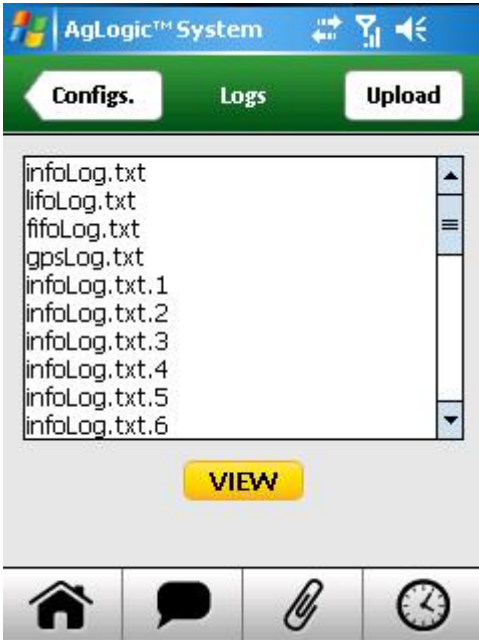 AgLogic™ System
Configs.
Logs
Upload
infoLog.txt
lifoLog.txt
fifoLog.txt
gpsLog.txt
infoLog.txt.1
infoLog.txt.2
infoLog.txt.3
infoLog.txt.4
infoLog.txt.5
infoLog.txt.6
VIEW